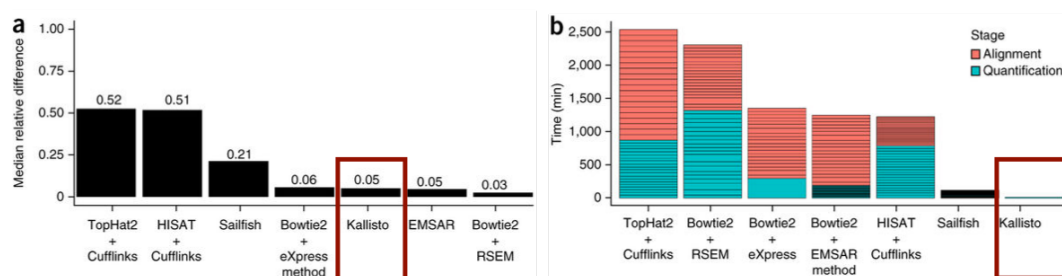 a
Median relative difference
1.00
0.75
0.50
0.25
0
0.52
0.51
0.21
0.06
0.05
0.05
0.03
TopHat2
+
Cufflinks
HISAT
+
Cufflinks
Sailfish
Bowtie2
+
eXpress
method
Kallisto
EMSAR
Bowtie2
+
RSEM
b
Time (min)
2,500
2,000
1,500
1,000
500
0
Stage
Alignment
Quantification
TopHat2
+
Cufflinks
Bowtie2
+
RSEM
Bowtie2
+
eXpress
Bowtie2
+
EMSAR
method
HISAT
+
Cufflinks
Sailfish
Kallisto